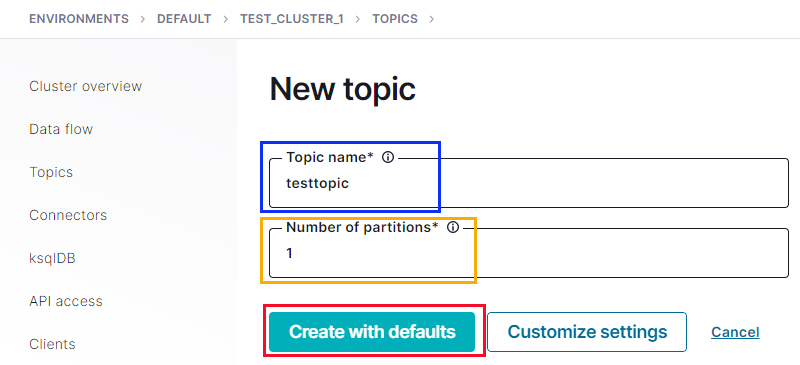 ENVIRONMENTS > DEFAULT > TEST_CLUSTER_1 > TOPICS >
Cluster overview
Data flow
Topics
Connectors
ksqlDB
API access
Clients
New topic
Topic name*
testtopic
Number of partitions*
1
Create with defaults Customize settings Cancel